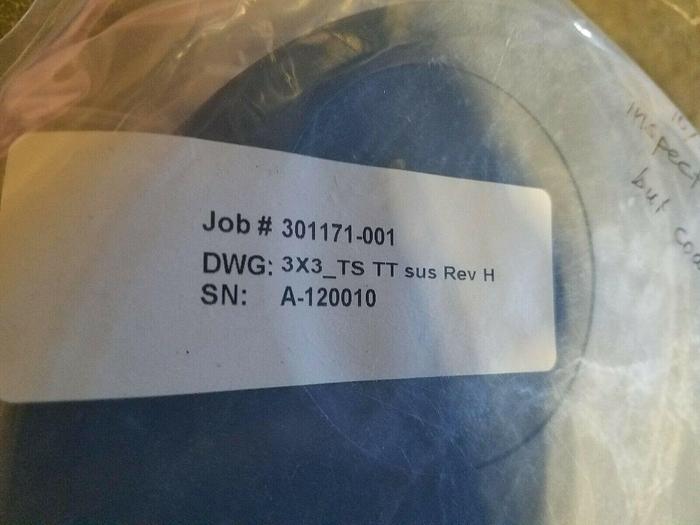 Job # 301171-001
DWG: 3X3_TS TT sus Rev H
SN: A-120010
inspect
but